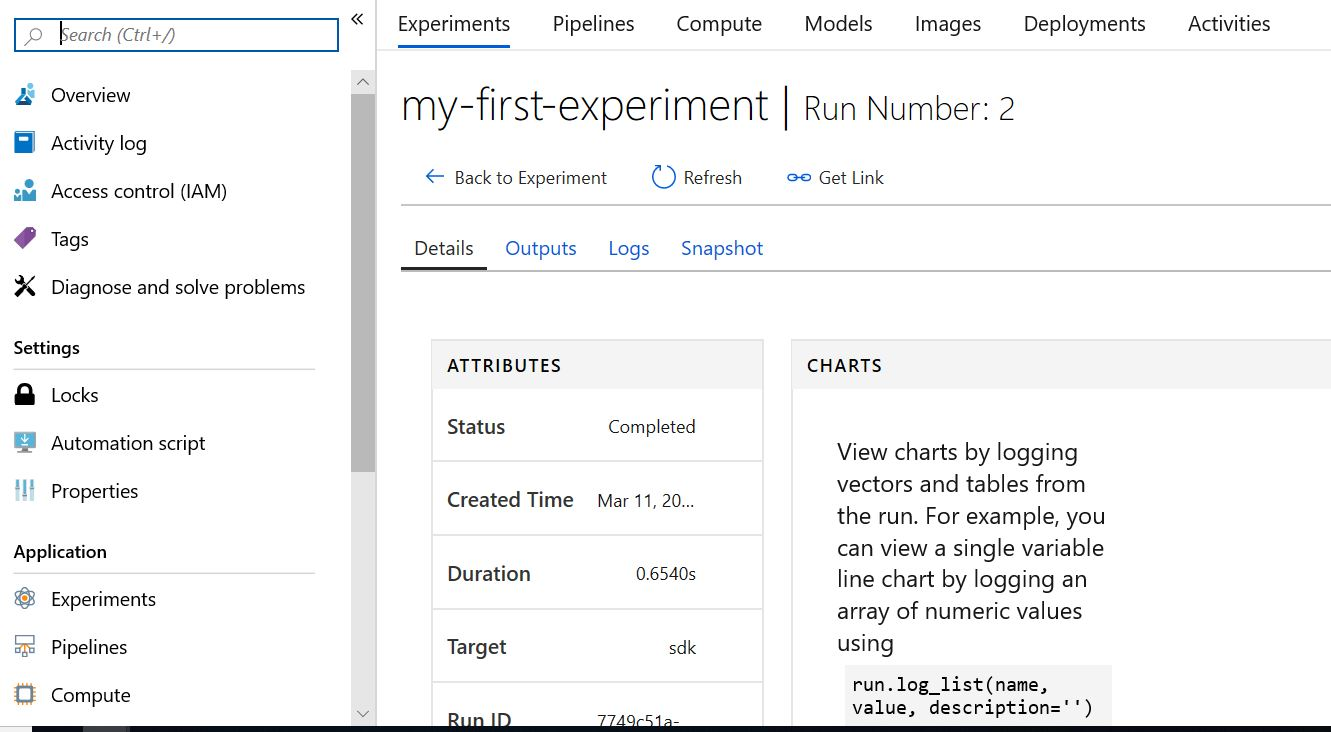 Search (Ctrl+/)
Overview
Activity log
Access control (IAM)
Tags
Diagnose and solve problems
Settings
Locks
Automation script
Properties
Application
Experiments
Pipelines
Compute
Experiments Pipelines Compute Models Images Deployments Activities
my-first-experiment | Run Number: 2
Back to Experiment Refresh Get Link
Details Outputs Logs Snapshot
ATTRIBUTES
Status Completed
Created Time Mar 11, 20...
Duration 0.6540s
Target sdk
Run ID 7749c51a-
CHARTS
View charts by logging
vectors and tables from
the run. For example, you
can view a single variable
line chart by logging an
array of numeric values
using
run.log_list(name,
value, description='')